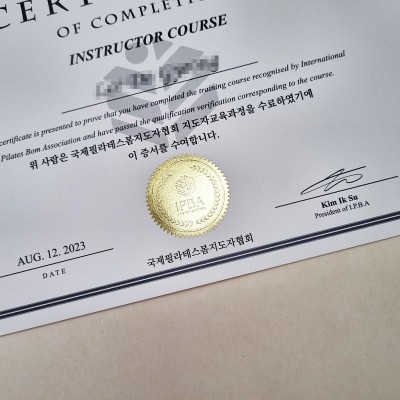 OF COMPLETION
INSTRUCTOR COURSE
certificate is presented to prove that you have completed the training course recognised by International
Pilates Bom Association and have passed the qualification verification corresponding to the course.
위 사람은 국제필라테스봄지도자협회 지도자교육과정을 수료하였기에
이 증서를 수여합니다.
I.P.B.A
Kim Ik Su
President of I.P.B.A
AUG. 12. 2023
DATE
국제필라테스봄지도자협회